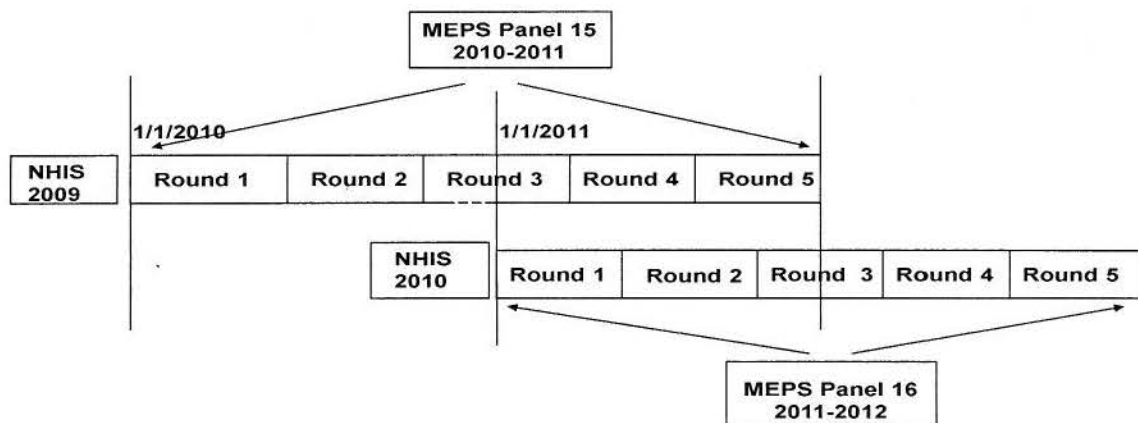 MEPS Panel 15
2010-2011
1/1/2010
1/1/2011
NHIS
2009
Round 1
Round 2
Round 3
Round 4
Round 5
NHIS
2010
Round 1
Round 2
Round 3
Round 4
Round 5
MEPS Panel 16
2011-2012